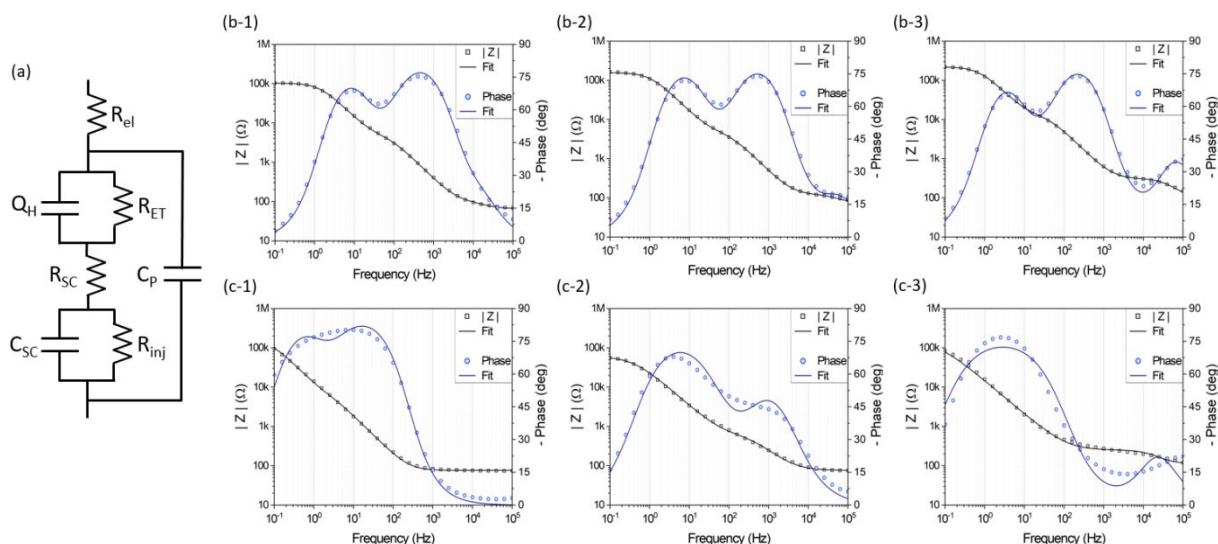 (a)
R_el
Q_H
R_ET
R_SC
C_P
C_SC
R_inj
(b-1)
1M
100k
10k
1k
100
10
10^-1 10^0 10^1 10^2 10^3 10^4 10^5
90
75
60
45
30
15
0
| Z | (Ω)
- Phase (deg)
Frequency (Hz)
| Z |
Fit
Phase
Fit
(b-2)
1M
100k
10k
1k
100
10
10^-1 10^0 10^1 10^2 10^3 10^4 10^5
90
75
60
45
30
15
0
| Z | (Ω)
- Phase (deg)
Frequency (Hz)
| Z |
Fit
Phase
Fit
(b-3)
1M
100k
10k
1k
100
10
10^-1 10^0 10^1 10^2 10^3 10^4 10^5
90
75
60
45
30
15
0
| Z | (Ω)
- Phase (deg)
Frequency (Hz)
| Z |
Fit
Phase
Fit
(c-1)
1M
100k
10k
1k
100
10
10^-1 10^0 10^1 10^2 10^3 10^4 10^5
90
75
60
45
30
15
0
| Z | (Ω)
- Phase (deg)
Frequency (Hz)
| Z |
Fit
Phase
Fit
(c-2)
1M
100k
10k
1k
100
10
10^-1 10^0 10^1 10^2 10^3 10^4 10^5
90
75
60
45
30
15
0
| Z | (Ω)
- Phase (deg)
Frequency (Hz)
| Z |
Fit
Phase
Fit
(c-3)
1M
100k
10k
1k
100
10
10^-1 10^0 10^1 10^2 10^3 10^4 10^5
90
75
60
45
30
15
0
| Z | (Ω)
- Phase (deg)
Frequency (Hz)
| Z |
Fit
Phase
Fit